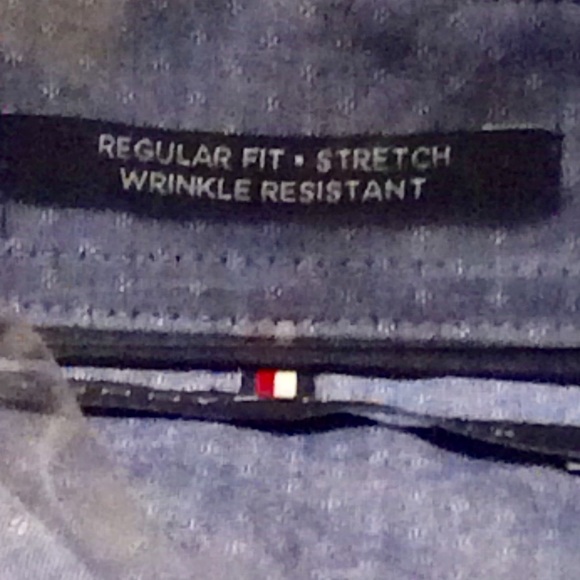 REGULAR FIT • STRETCH
WRINKLE RESISTANT